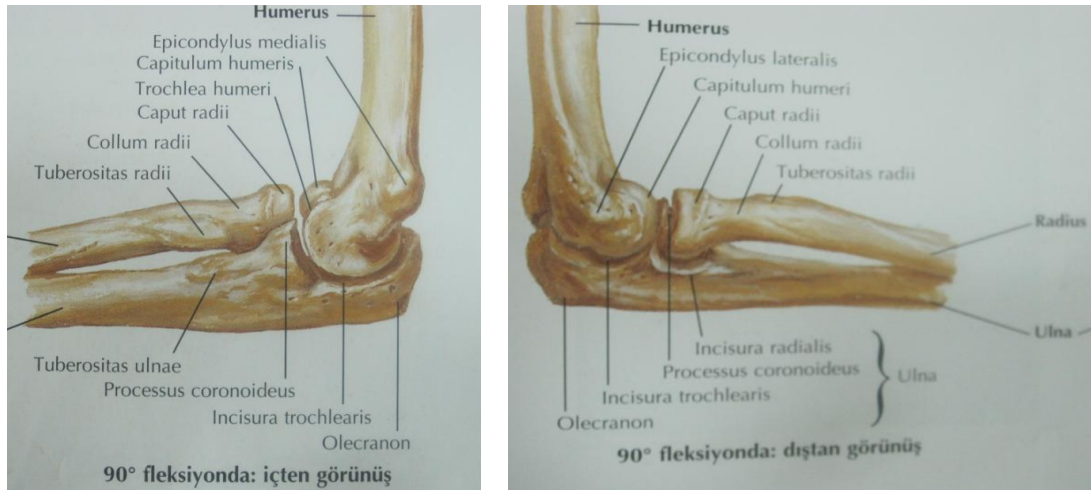 Humerus
Epicondylus medialis
Capitulum humeris
Trochlea humeri
Caput radii
Collum radii
Tuberositas radii
Tuberositas ulnae
Processus coronoideus
Incisura trochlearis
Olecranon
90° fleksiyonda: içten görünüş
Humerus
Epicondylus lateralis
Capitulum humeri
Caput radii
Collum radii
Tuberositas radii
Radius
Ulna
Incisura radialis
Processus coronoideus
Ulna
Incisura trochlearis
Olecranon
90° fleksiyonda: dıştan görünüş